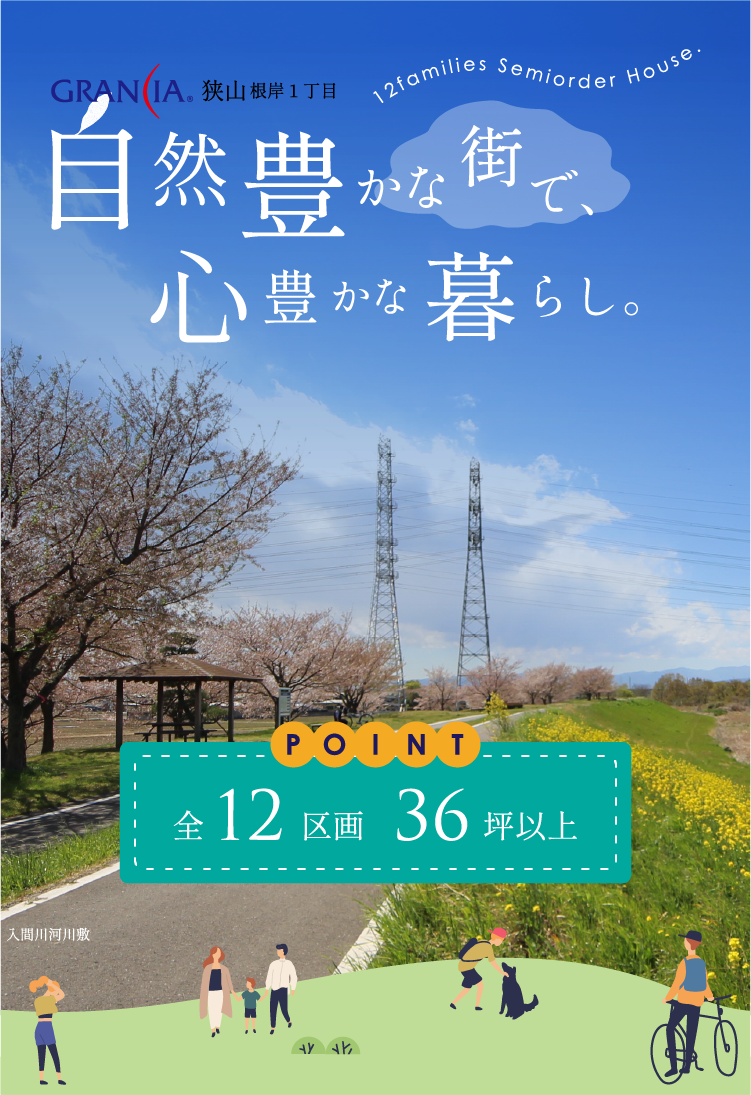 12families Semiorder House.
GRANCIA® 狭山根岸1丁目
自然豊かな街で、
心豊かな暮らし。
POINT
全12区画 36坪以上
入間川河川敷